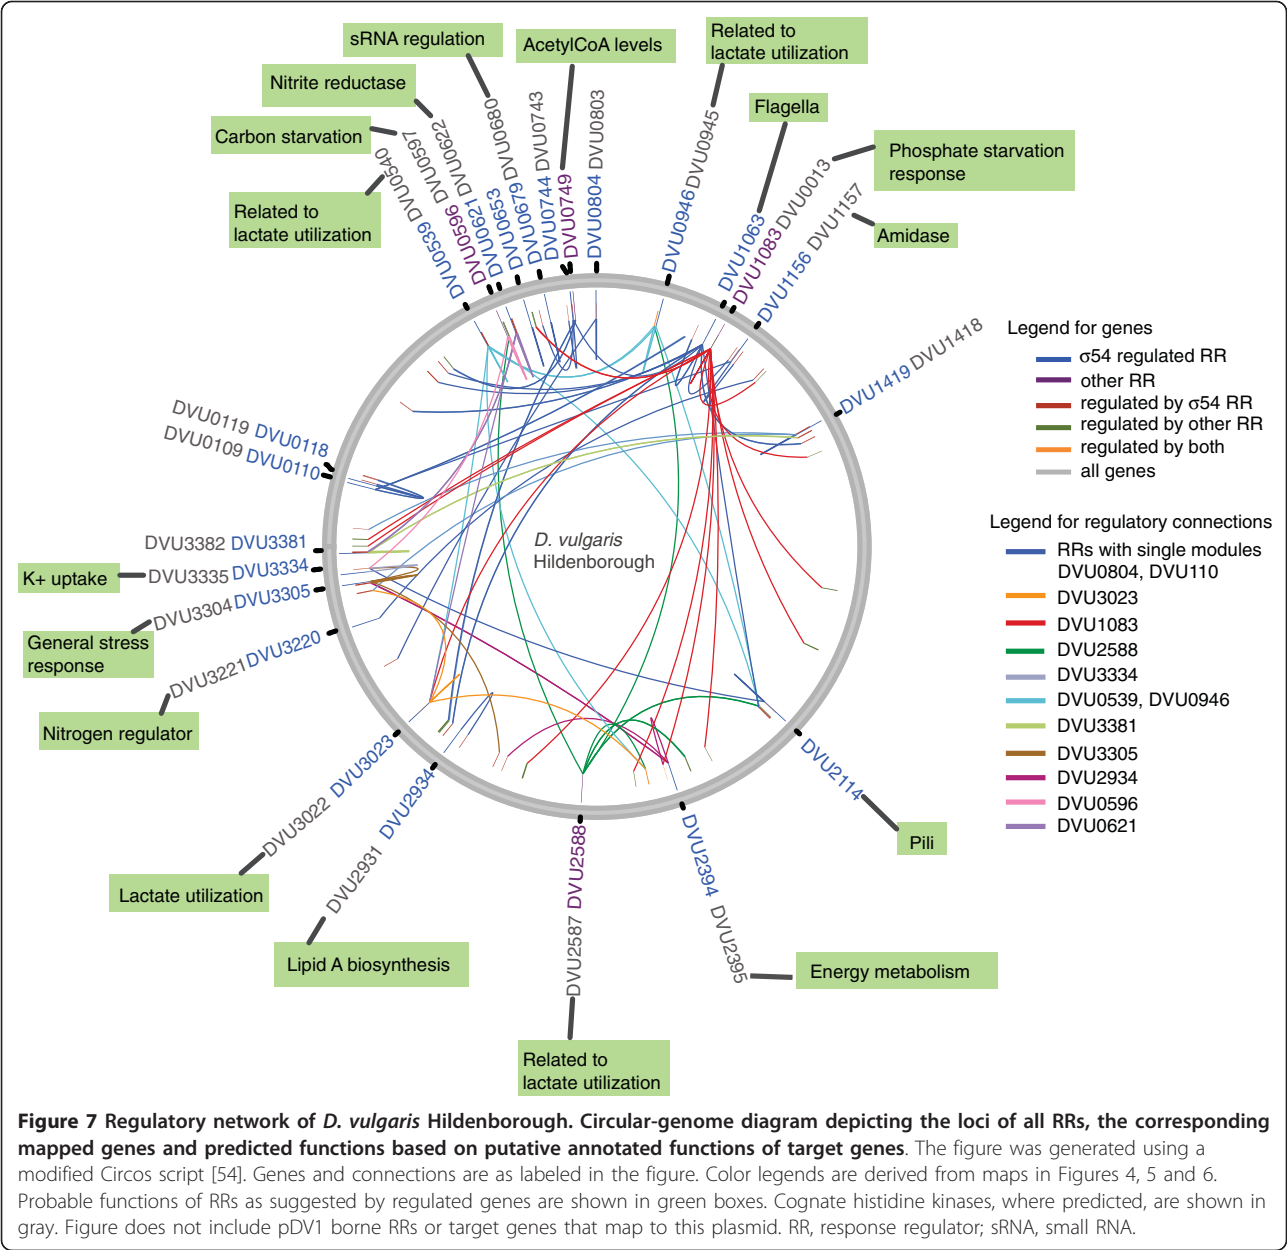 sRNA regulation
AcetylCoA levels
Related to
lactate utilization
Nitrite reductase
Flagella
Carbon starvation
Phosphate starvation
response
Related to
lactate utilization
Amidase
DVU0539 DVU0540
DVU0596 DVU0597
DVU0621 DVU0622
DVU0653
DVU0679 DVU0680
DVU0744 DVU0743
DVU0749
DVU0804 DVU0803
DVU0946 DVU0945
DVU1063
DVU1083 DVU0013
DVU1156 DVU1157
DVU1419 DVU1418
DVU0119 DVU0118
DVU0109 DVU0110
DVU3382 DVU3381
K+ uptake
DVU3335 DVU3334
DVU3304 DVU3305
General stress
response
DVU3221 DVU3220
Nitrogen regulator
DVU3022 DVU3023
Lactate utilization
DVU2931 DVU2934
Lipid A biosynthesis
DVU2587 DVU2588
Related to
lactate utilization
DVU2394 DVU2395
Energy metabolism
DVU2114
Pili
D. vulgaris
Hildenborough
Legend for genes
σ54 regulated RR
other RR
regulated by σ54 RR
regulated by other RR
regulated by both
all genes
Legend for regulatory connections
RRs with single modules
DVU0804, DVU110
DVU3023
DVU1083
DVU2588
DVU3334
DVU0539, DVU0946
DVU3381
DVU3305
DVU2934
DVU0596
DVU0621
Figure 7 Regulatory network of D. vulgaris Hildenborough. Circular-genome diagram depicting the loci of all RRs, the corresponding
mapped genes and predicted functions based on putative annotated functions of target genes. The figure was generated using a
modified Circos script [54]. Genes and connections are as labeled in the figure. Color legends are derived from maps in Figures 4, 5 and 6.
Probable functions of RRs as suggested by regulated genes are shown in green boxes. Cognate histidine kinases, where predicted, are shown in
gray. Figure does not include pDV1 borne RRs or target genes that map to this plasmid. RR, response regulator; sRNA, small RNA.